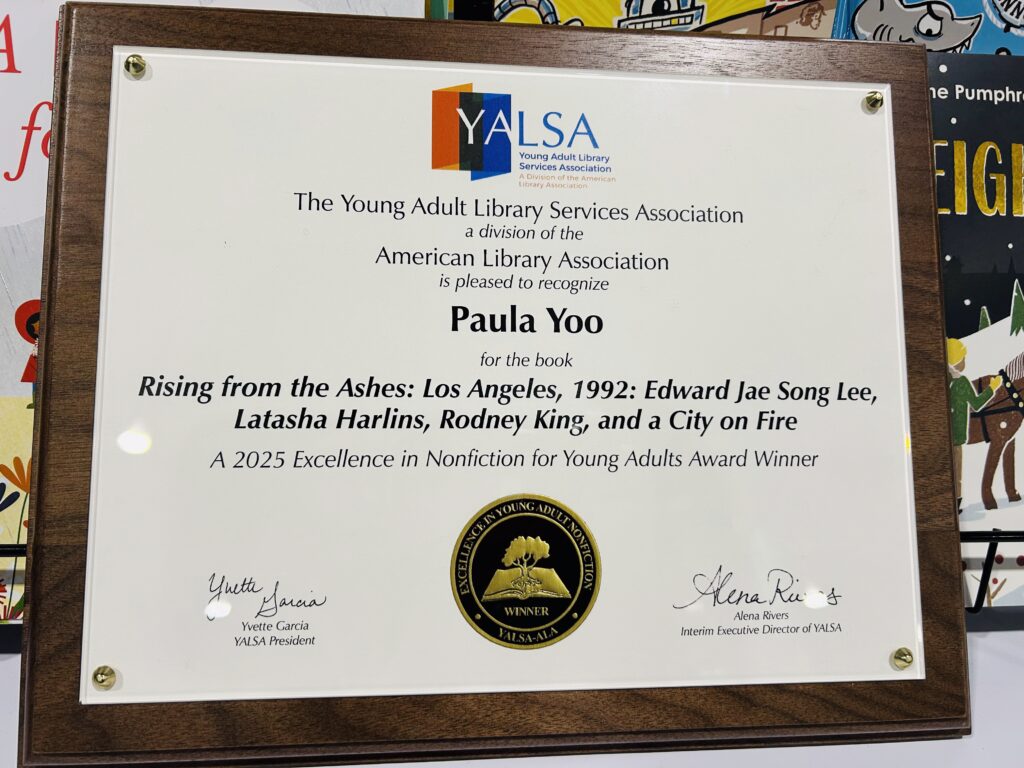 YALSA
Young Adult Library
Services Association
A Division of the American
Library Association
The Young Adult Library Services Association
a division of the
American Library Association
is pleased to recognize
Paula Yoo
for the book
Rising from the Ashes: Los Angeles, 1992: Edward Jae Song Lee,
Latasha Harlins, Rodney King, and a City on Fire
A 2025 Excellence in Nonfiction for Young Adults Award Winner
EXCELLENCE IN YOUNG ADULT NONFICTION
WINNER
YALSA-ALA
Yvette Garcia
Yvette Garcia
YALSA President
Alena Rivers
Alena Rivers
Interim Executive Director of YALSA
A
f